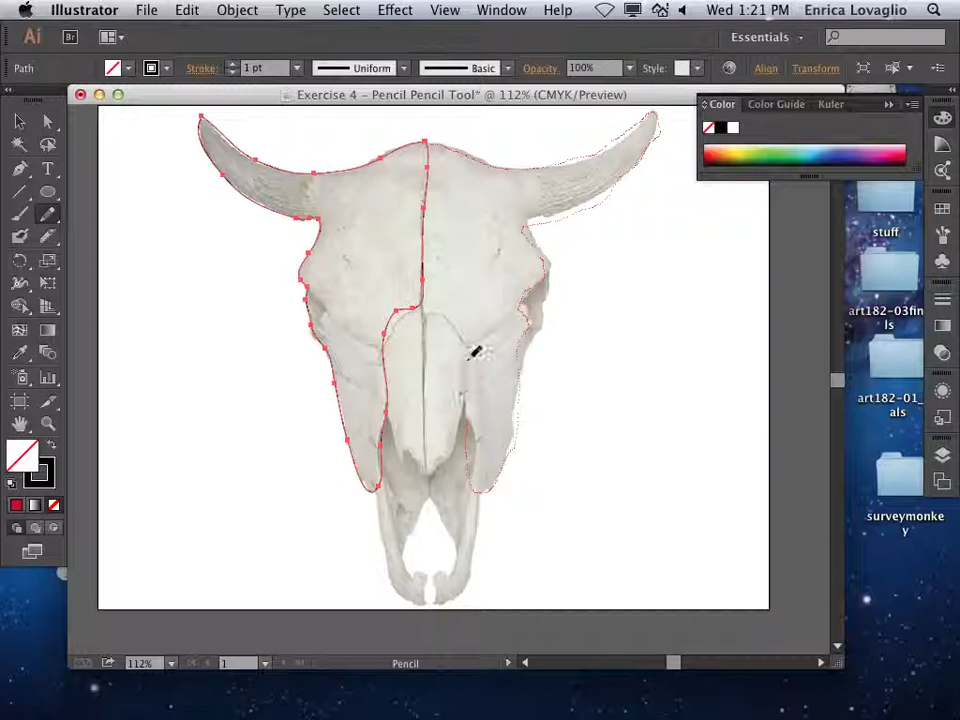 Illustrator File Edit Object Type Select Effect View Window Help Wed 1:21 PM Enrica Lovaglio
Ai Br Essentials
Path Stroke: 1 pt Uniform Basic Opacity: 100% Style: Align Transform
Exercise 4 – Pencil Pencil Tool* @ 112% (CMYK/Preview)
Color Color Guide Kuler
T
stuff
art182-03fin
ls
art182-01_
als
surveymonke
y
112% 1 Pencil